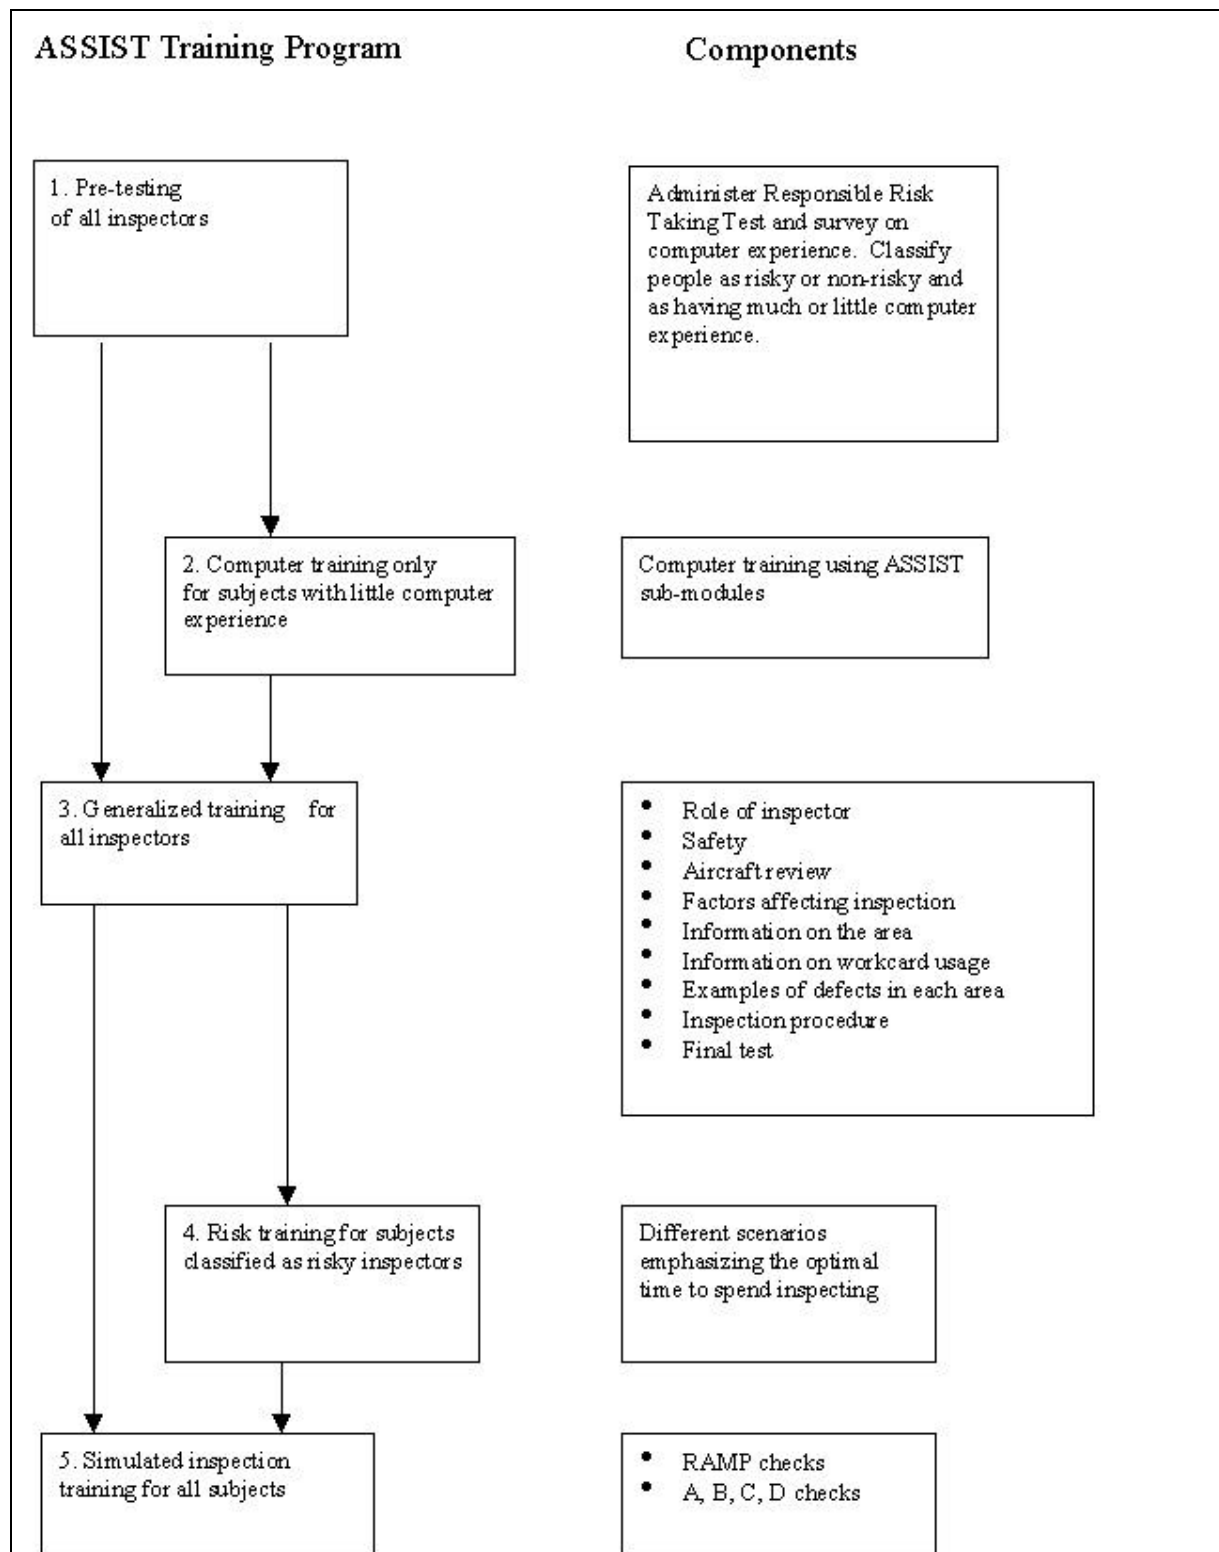 ASSIST Training Program
Components
1. Pre-testing
of all inspectors
Administer Responsible Risk
Taking Test and survey on
computer experience. Classify
people as risky or non-risky and
as having much or little computer
experience.
2. Computer training only
for subjects with little computer
experience
Computer training using ASSIST
sub-modules
3. Generalized training for
all inspectors
• Role of inspector
• Safety
• Aircraft review
• Factors affecting inspection
• Information on the area
• Information on workcard usage
• Examples of defects in each area
• Inspection procedure
• Final test
4. Risk training for subjects
classified as risky inspectors
Different scenarios
emphasizing the optimal
time to spend inspecting
5. Simulated inspection
training for all subjects
• RAMP checks
• A, B, C, D checks